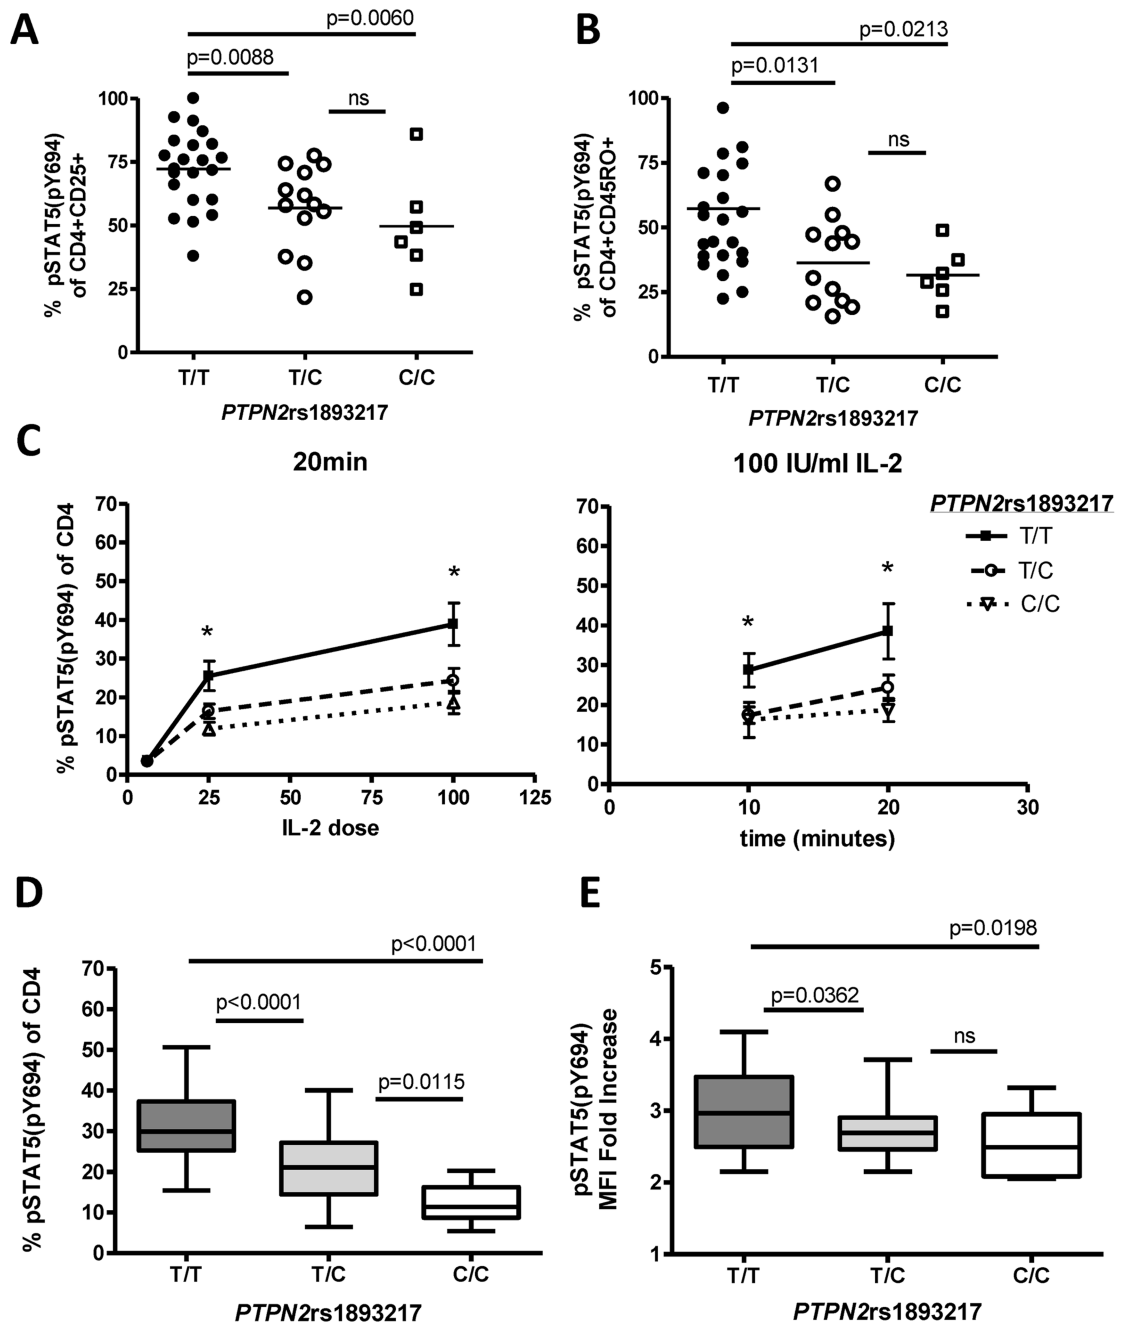 A
p=0.0060
p=0.0088
ns
% pSTAT5(pY694)
of CD4+CD25+
100
75
50
25
0
T/T T/C C/C
PTPN2rs1893217
B
p=0.0213
p=0.0131
ns
% pSTAT5(pY694)
of CD4+CD45RO+
100
75
50
25
0
T/T T/C C/C
PTPN2rs1893217
C
20min
% pSTAT5(pY694) of CD4
70
60
50
40
30
20
10
0
* *
0 25 50 75 100 125
IL-2 dose
100 IU/ml IL-2
70
60
50
40
30
20
10
0
* *
0 10 20 30
time (minutes)
PTPN2rs1893217
T/T
T/C
C/C
D
p<0.0001
p<0.0001
p=0.0115
% pSTAT5(pY694) of CD4
70
60
50
40
30
20
10
0
T/T T/C C/C
PTPN2rs1893217
E
p=0.0198
p=0.0362
ns
pSTAT5(pY694)
MFI Fold Increase
5
4
3
2
1
T/T T/C C/C
PTPN2rs1893217